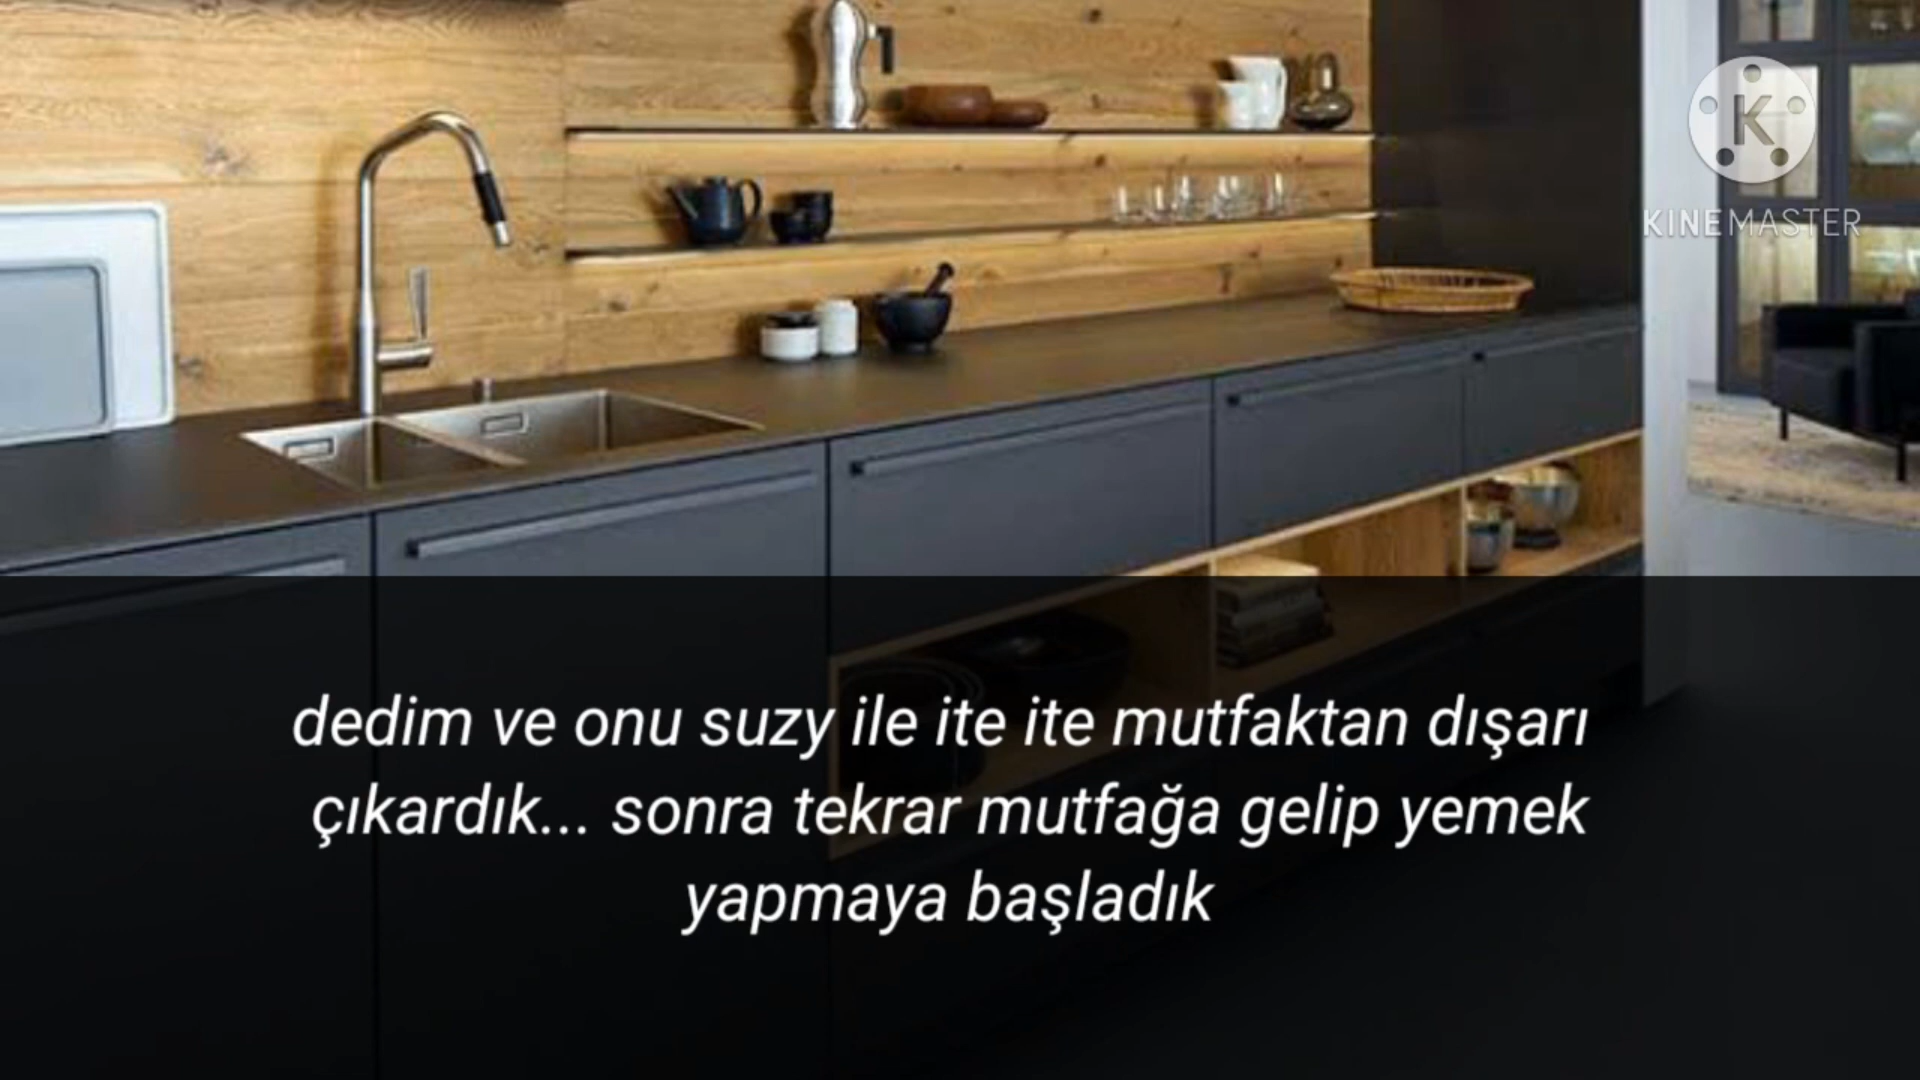 KINEMASTER
dedim ve onu suzy ile ite ite mutfaktan dışarı
çıkardık... sonra tekrar mutfağa gelip yemek
yapmaya başladık